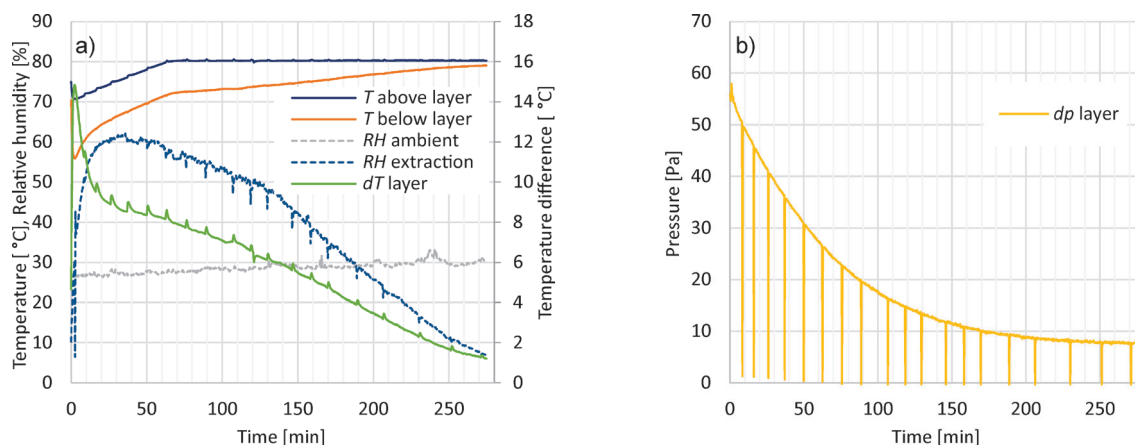 a)
Temperature [ °C], Relative humidity [%]
90
80
70
60
50
40
30
20
10
0
0 50 100 150 200 250
Time [min]
18
16
14
12
10
8
6
4
2
0
Temperature difference [ °C]
T above layer
T below layer
RH ambient
RH extraction
dT layer
b)
Pressure [Pa]
70
60
50
40
30
20
10
0
0 50 100 150 200 250
Time [min]
dp layer